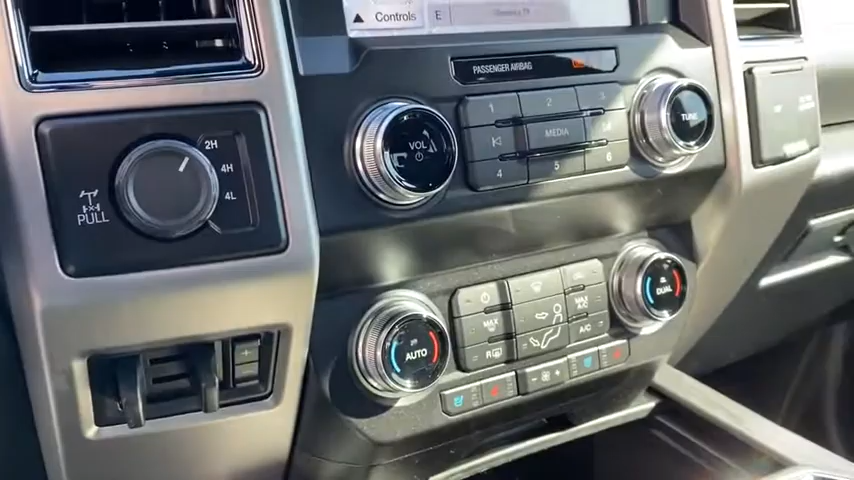 Controls
E
PASSENGER AIRBAG
1
2
3
VOL
MEDIA
TUNE
4
5
6
2H
4H
4L
PULL
MAX
MAX
A/C
A/C
R
AUTO
DUAL